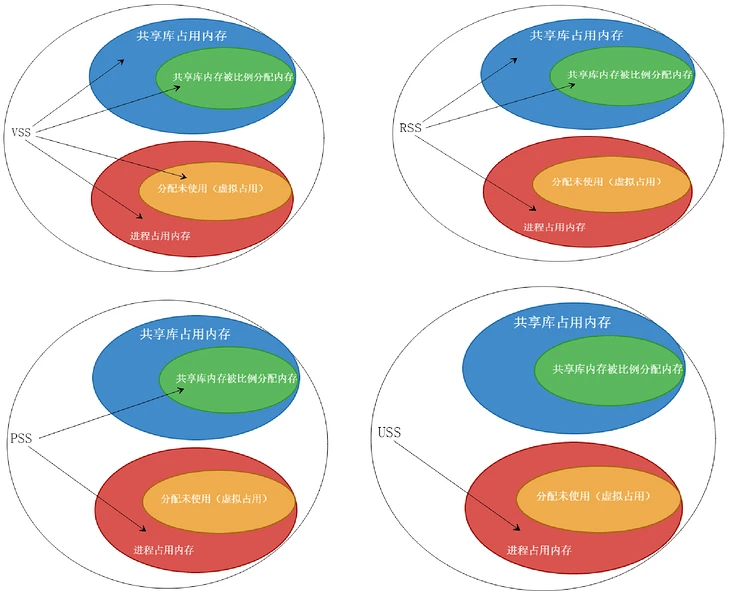 共享库占用内存
共享库内存被比例分配内存
VSS
分配未使用（虚拟占用）
进程占用内存
共享库占用内存
共享库内存被比例分配内存
RSS
分配未使用（虚拟占用）
进程占用内存
共享库占用内存
共享库内存被比例分配内存
PSS
分配未使用（虚拟占用）
进程占用内存
共享库占用内存
共享库内存被比例分配内存
USS
分配未使用（虚拟占用）
进程占用内存